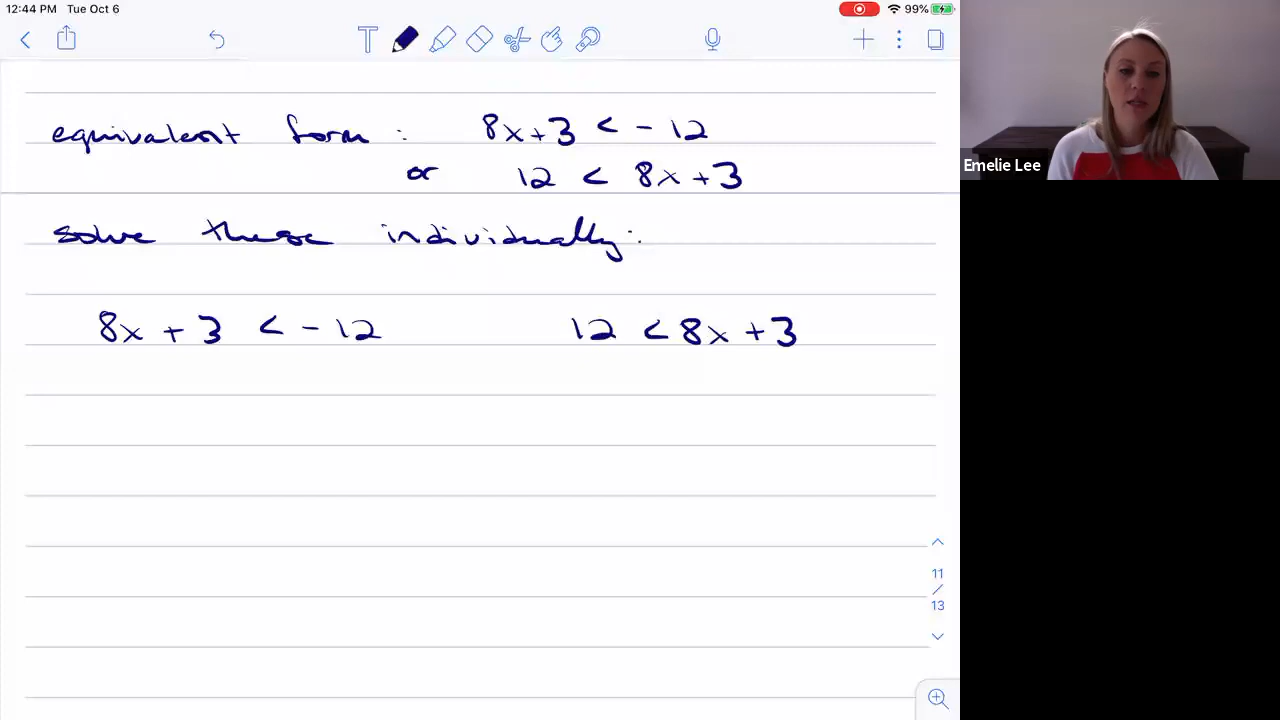 12:44 PM Tue Oct 6 99%
equivalent form: 8x+3 < -12
or 12 < 8x+3
solve these individually:
8x + 3 < -12 12 < 8x + 3
Emelie Lee
11
/
13